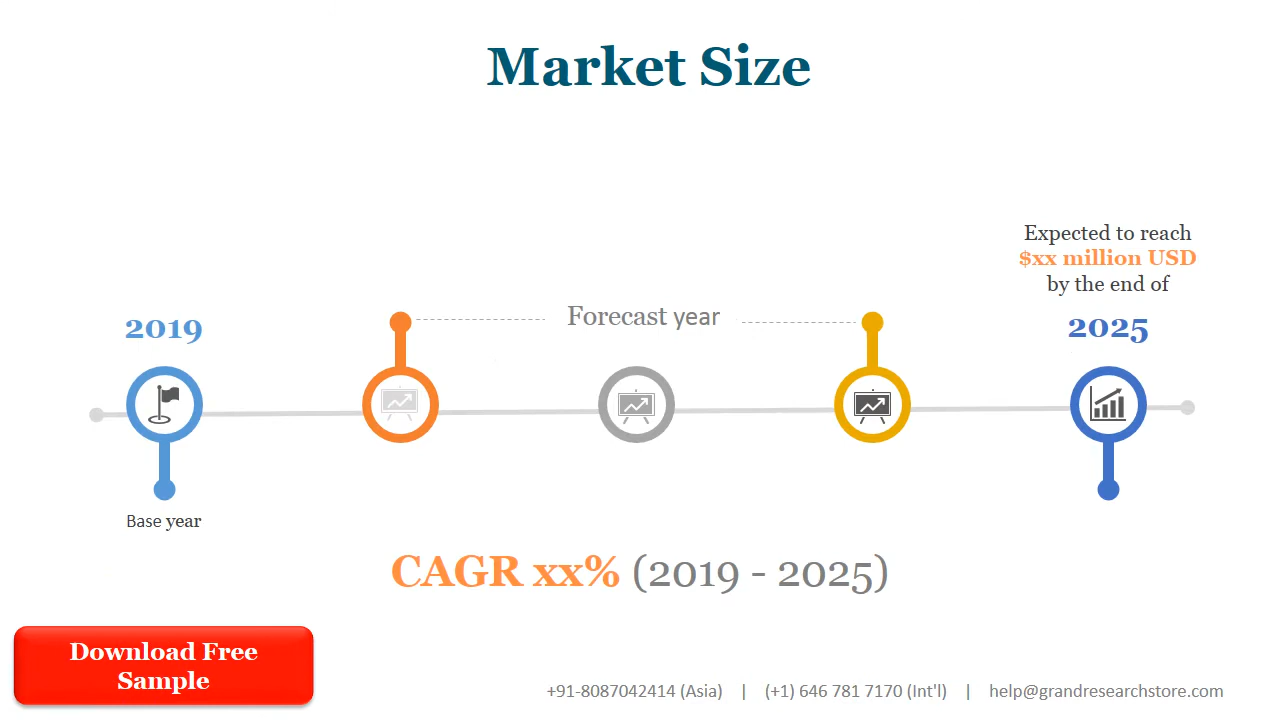 Market Size
Expected to reach
$xx million USD
by the end of
2019
Forecast year
2025
Base year
CAGR xx% (2019 - 2025)
Download Free
Sample
+91-8087042414 (Asia) | (+1) 646 781 7170 (Int'l) | help@grandresearchstore.com